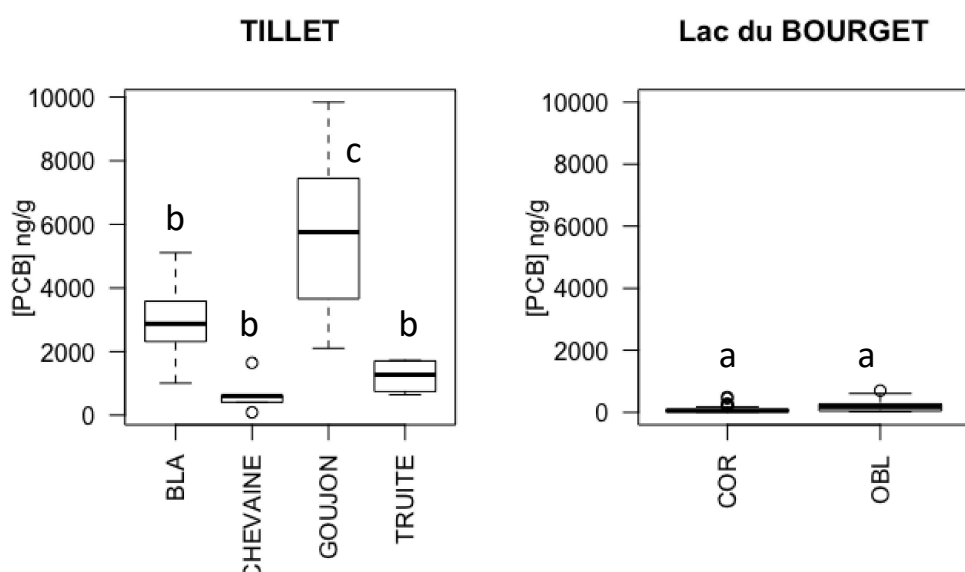 TILLET
[PCB] ng/g
10000
8000
6000
4000
2000
0
b
b
c
b
BLA
CHEVAINE
GOUJON
TRUITE
Lac du BOURGET
[PCB] ng/g
10000
8000
6000
4000
2000
0
a
a
COR
OBL